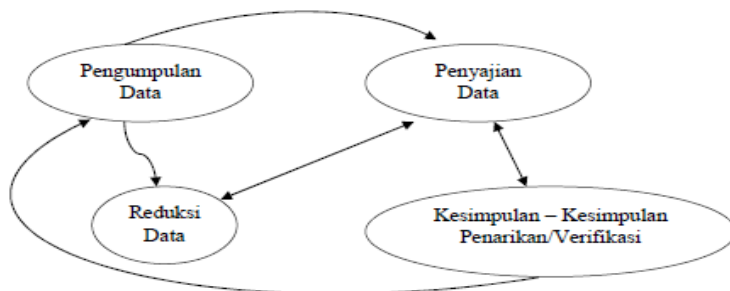 Pengumpulan
Data
Penyajian
Data
Reduksi
Data
Kesimpulan – Kesimpulan
Penarikan/Verifikasi